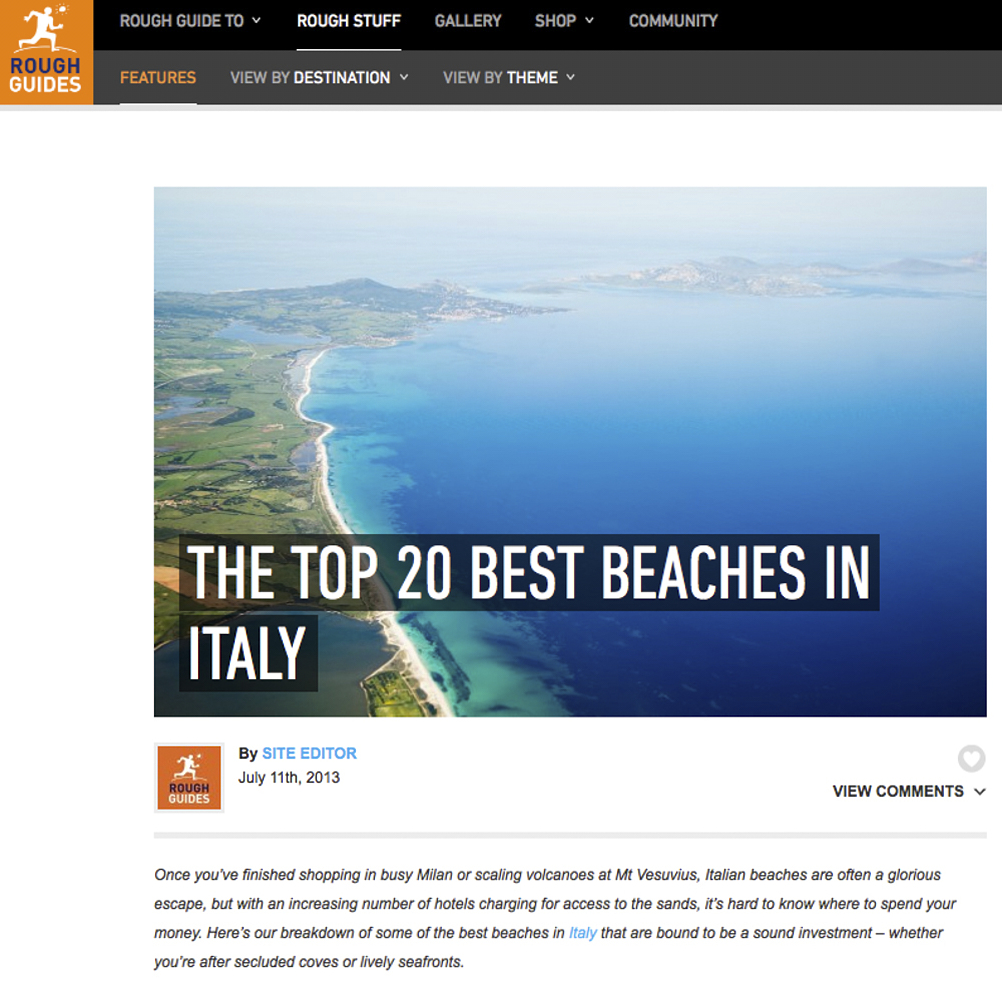 ROUGH GUIDE TO
ROUGH STUFF
GALLERY
SHOP
COMMUNITY
ROUGH
GUIDES
FEATURES
VIEW BY DESTINATION
VIEW BY THEME
THE TOP 20 BEST BEACHES IN
ITALY
ROUGH
GUIDES
By SITE EDITOR
July 11th, 2013
VIEW COMMENTS
Once you've finished shopping in busy Milan or scaling volcanoes at Mt Vesuvius, Italian beaches are often a glorious
escape, but with an increasing number of hotels charging for access to the sands, it's hard to know where to spend your
money. Here's our breakdown of some of the best beaches in Italy that are bound to be a sound investment – whether
you're after secluded coves or lively seafronts.